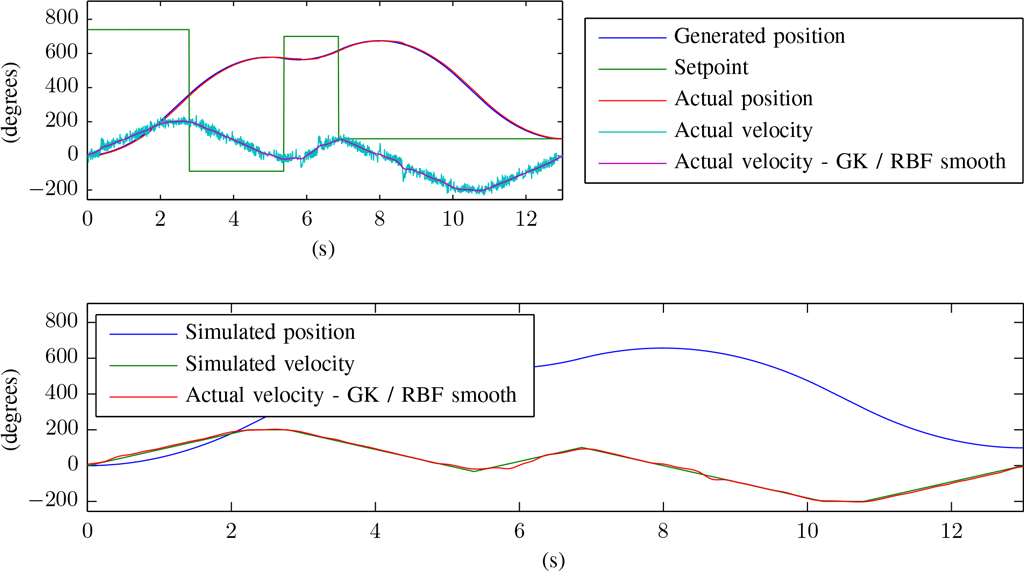 800
600
400
200
0
−200
(degrees)
0 2 4 6 8 10 12
(s)
Generated position
Setpoint
Actual position
Actual velocity
Actual velocity - GK / RBF smooth
800
600
400
200
0
−200
(degrees)
Simulated position
Simulated velocity
Actual velocity - GK / RBF smooth
0 2 4 6 8 10 12
(s)